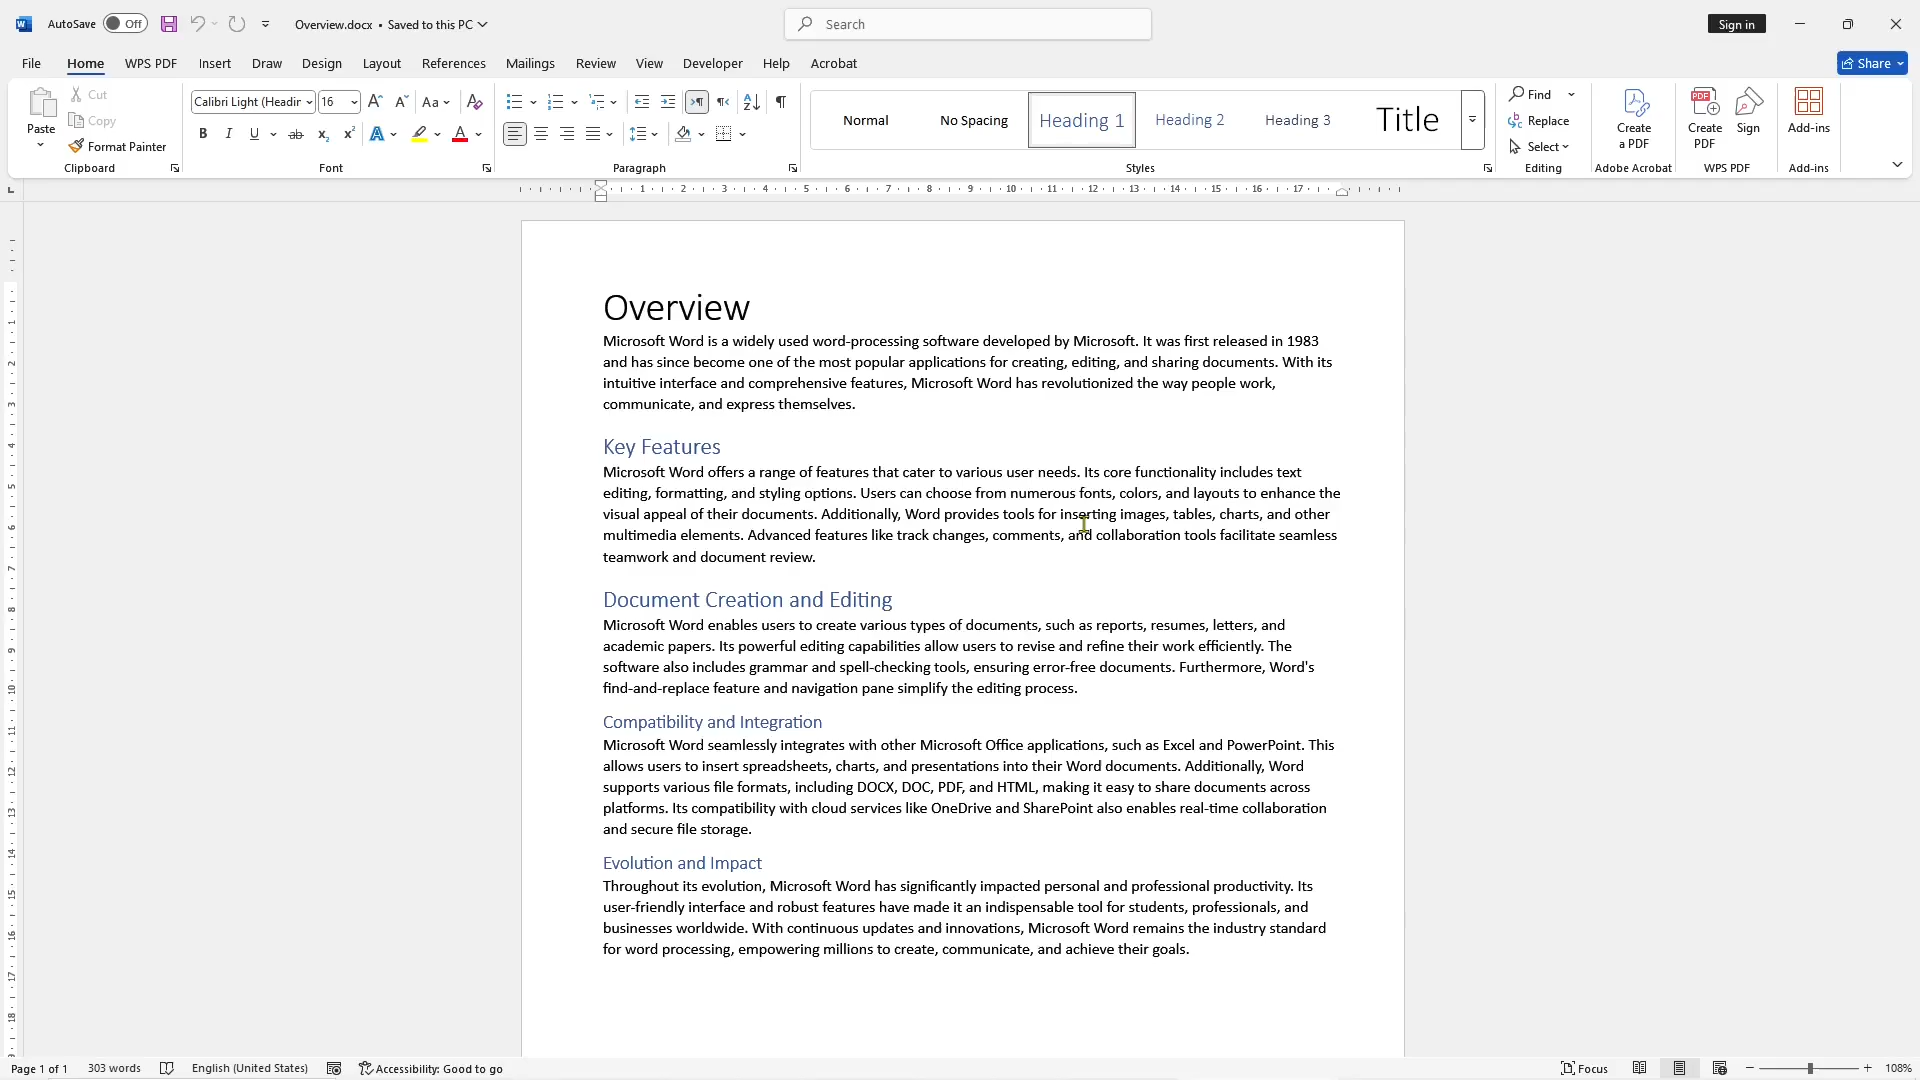 AutoSave Off Overview.docx • Saved to this PC Search Sign in
File Home WPS PDF Insert Draw Design Layout References Mailings Review View Developer Help Acrobat Share
Paste Cut Copy Format Painter Clipboard
Calibri Light (Headin 16 Aa Font
Paragraph
Normal No Spacing Heading 1 Heading 2 Heading 3 Title Styles
Find Replace Select Editing
Create a PDF Adobe Acrobat
Create PDF Sign WPS PDF
Add-ins Add-ins
1 2 3 4 5 6 7 8 9 10 11 12 13 14 15 16 17
Overview
Microsoft Word is a widely used word-processing software developed by Microsoft. It was first released in 1983
and has since become one of the most popular applications for creating, editing, and sharing documents. With its
intuitive interface and comprehensive features, Microsoft Word has revolutionized the way people work,
communicate, and express themselves.
Key Features
Microsoft Word offers a range of features that cater to various user needs. Its core functionality includes text
editing, formatting, and styling options. Users can choose from numerous fonts, colors, and layouts to enhance the
visual appeal of their documents. Additionally, Word provides tools for inserting images, tables, charts, and other
multimedia elements. Advanced features like track changes, comments, and collaboration tools facilitate seamless
teamwork and document review.
Document Creation and Editing
Microsoft Word enables users to create various types of documents, such as reports, resumes, letters, and
academic papers. Its powerful editing capabilities allow users to revise and refine their work efficiently. The
software also includes grammar and spell-checking tools, ensuring error-free documents. Furthermore, Word's
find-and-replace feature and navigation pane simplify the editing process.
Compatibility and Integration
Microsoft Word seamlessly integrates with other Microsoft Office applications, such as Excel and PowerPoint. This
allows users to insert spreadsheets, charts, and presentations into their Word documents. Additionally, Word
supports various file formats, including DOCX, DOC, PDF, and HTML, making it easy to share documents across
platforms. Its compatibility with cloud services like OneDrive and SharePoint also enables real-time collaboration
and secure file storage.
Evolution and Impact
Throughout its evolution, Microsoft Word has significantly impacted personal and professional productivity. Its
user-friendly interface and robust features have made it an indispensable tool for students, professionals, and
businesses worldwide. With continuous updates and innovations, Microsoft Word remains the industry standard
for word processing, empowering millions to create, communicate, and achieve their goals.
Page 1 of 1 303 words English (United States) Accessibility: Good to go Focus 108%